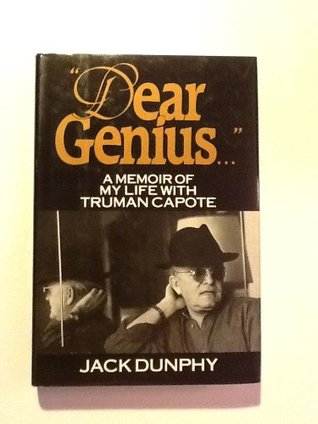 "Dear
Genius..."
A MEMOIR OF
MY LIFE WITH
TRUMAN CAPOTE
JACK DUNPHY